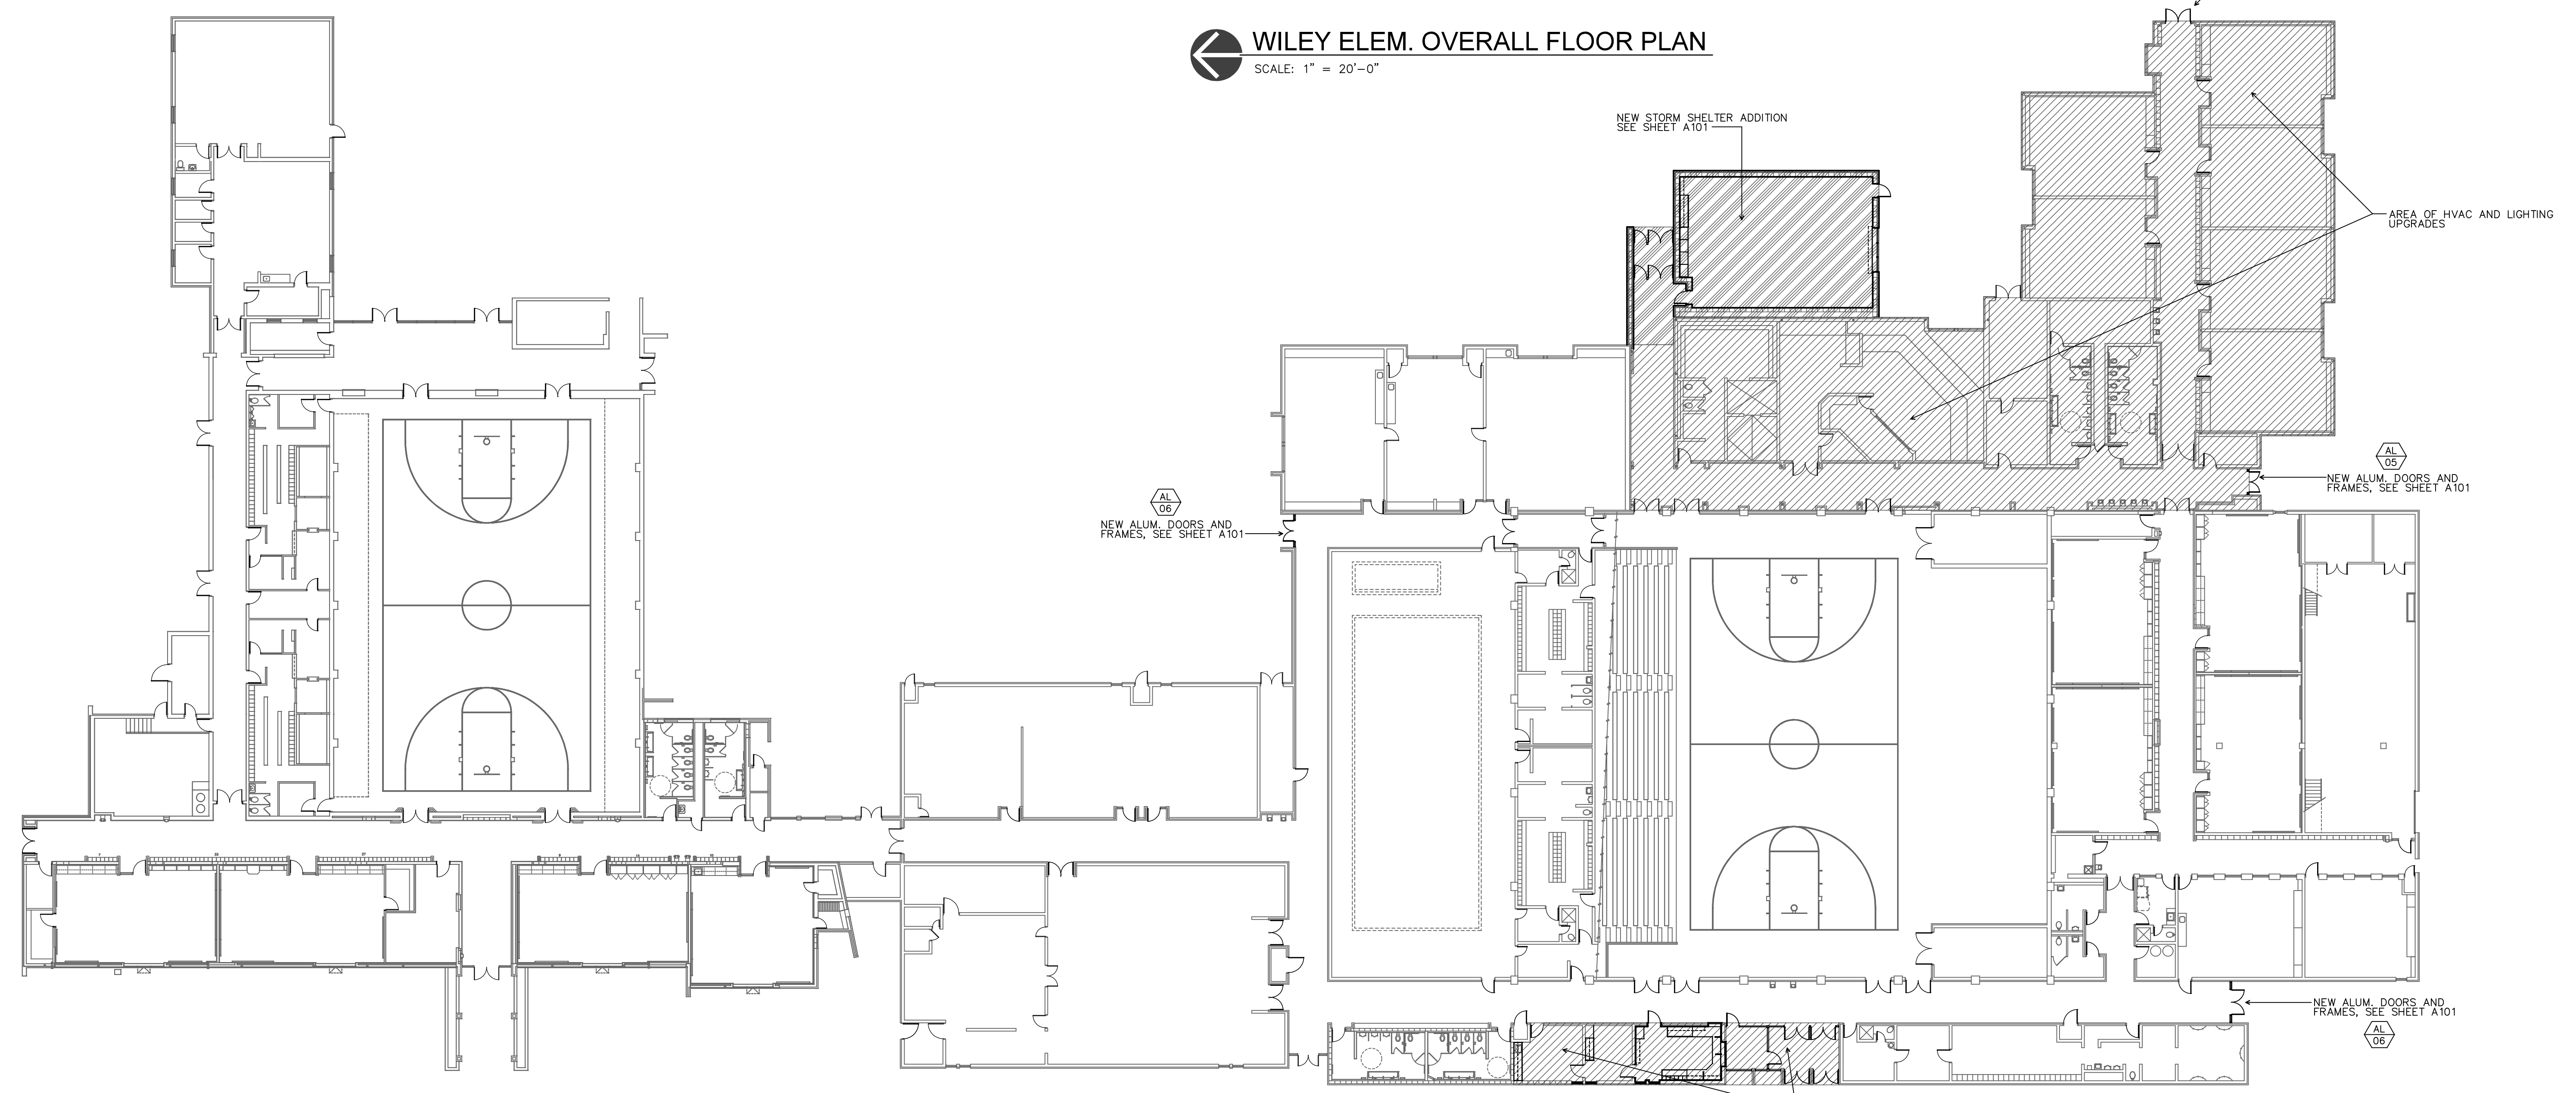 WILEY ELEM. OVERALL FLOOR PLAN
SCALE: 1" = 20'-0"
NEW STORM SHELTER ADDITION
SEE SHEET A101
AREA OF HVAC AND LIGHTING
UPGRADES
AL
05
NEW ALUM. DOORS AND
FRAMES, SEE SHEET A101
AL
06
NEW ALUM. DOORS AND
FRAMES, SEE SHEET A101
NEW ALUM. DOORS AND
FRAMES, SEE SHEET A101
AL
06